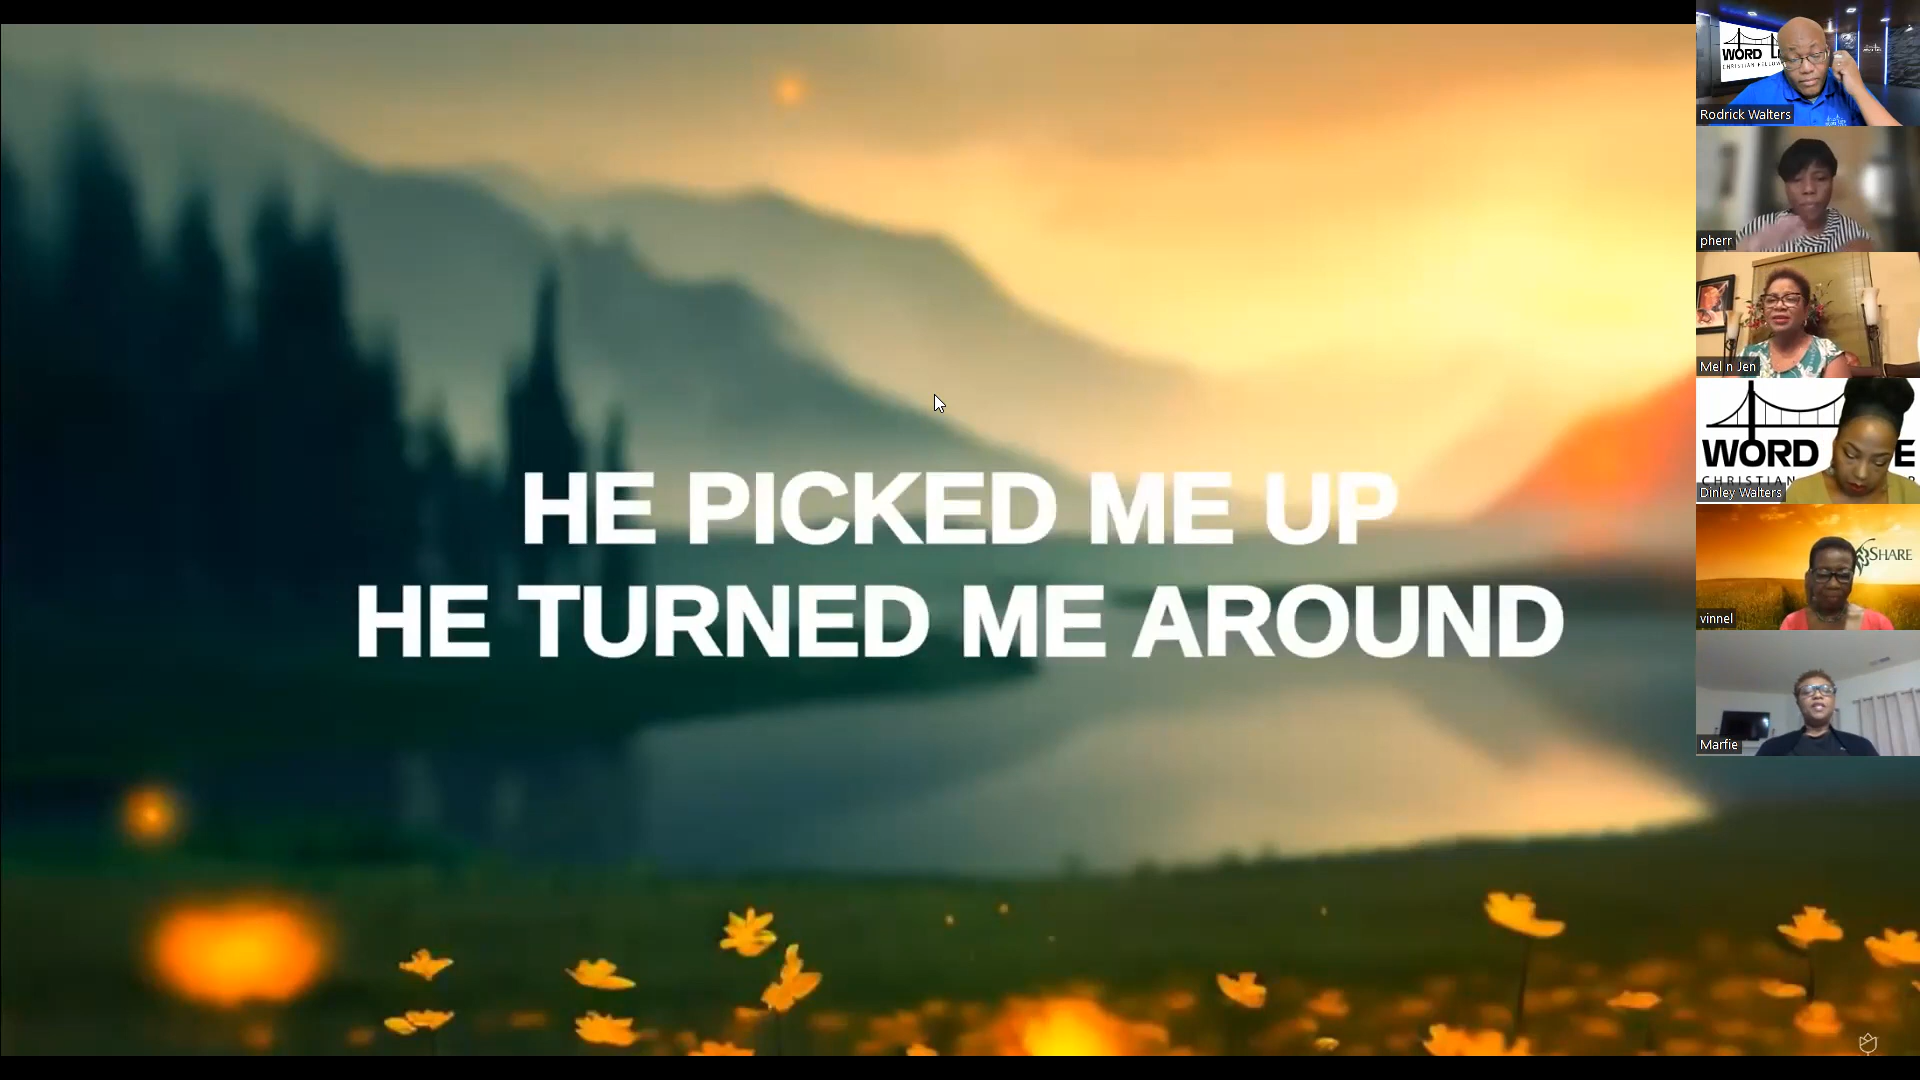 HE PICKED ME UP
HE TURNED ME AROUND
WORD
Rodrick Walters
pherr
Mel n Jen
WORD E
Dinley Walters
SHARE
vinnel
Marfie